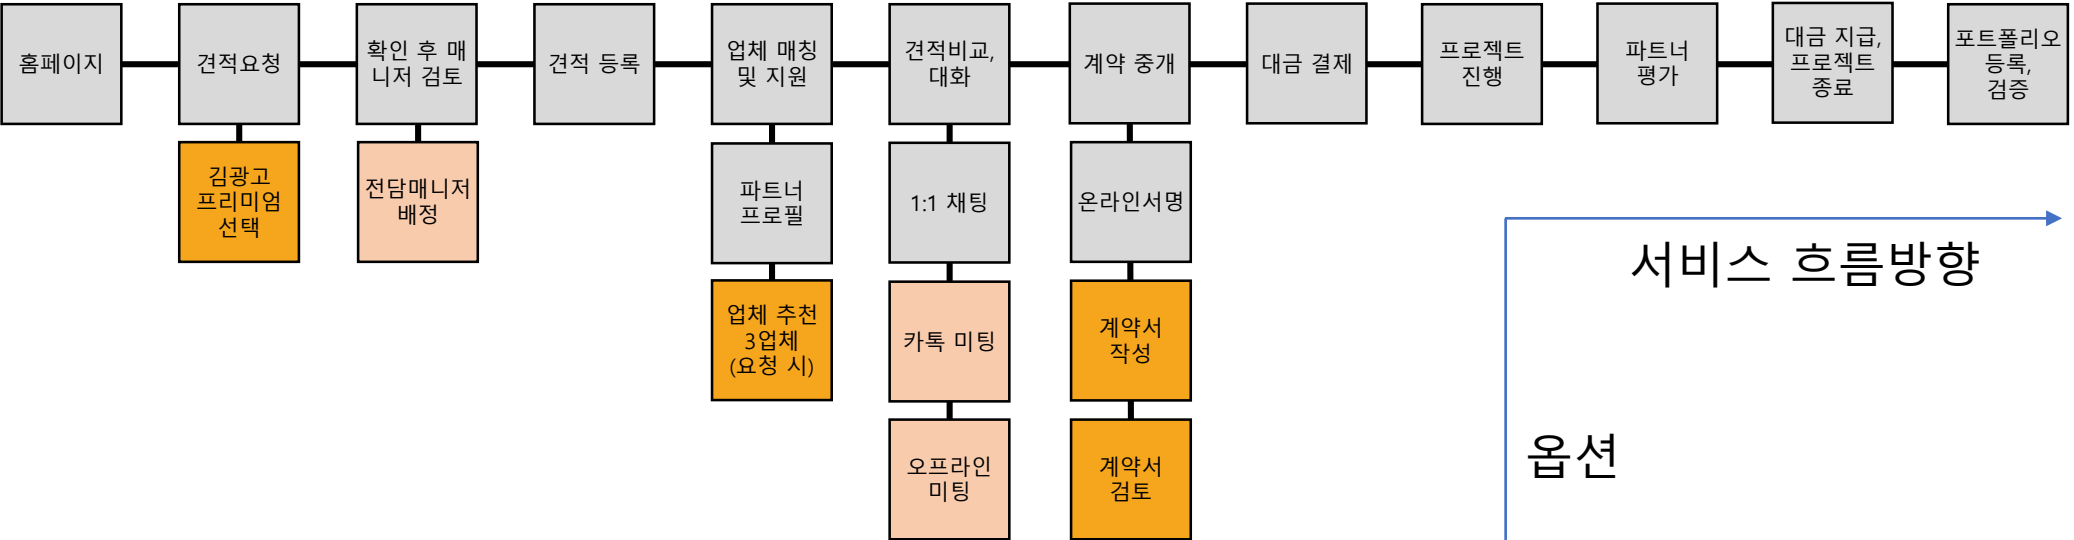 홈페이지
견적요청
확인 후 매
니저 검토
견적 등록
업체 매칭
및 지원
견적비교,
대화
계약 중개
대금 결제
프로젝트
진행
파트너
평가
대금 지급,
프로젝트
종료
포트폴리오
등록,
검증
김광고
프리미엄
선택
전담매니저
배정
파트너
프로필
1:1 채팅
온라인서명
서비스 흐름방향
업체 추천
3업체
(요청 시)
카톡 미팅
계약서
작성
옵션
오프라인
미팅
계약서
검토